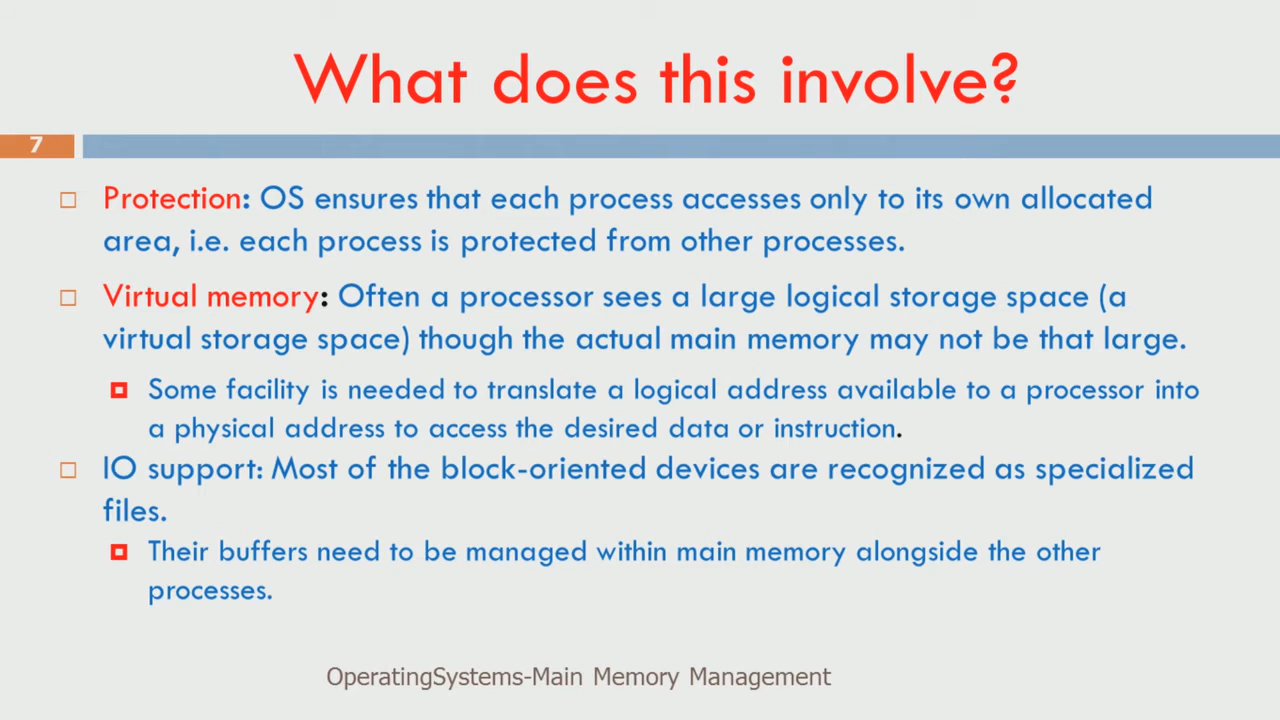 What does this involve?
7
Protection: OS ensures that each process accesses only to its own allocated
area, i.e. each process is protected from other processes.
Virtual memory: Often a processor sees a large logical storage space (a
virtual storage space) though the actual main memory may not be that large.
Some facility is needed to translate a logical address available to a processor into
a physical address to access the desired data or instruction.
IO support: Most of the block-oriented devices are recognized as specialized
files.
Their buffers need to be managed within main memory alongside the other
processes.
OperatingSystems-Main Memory Management